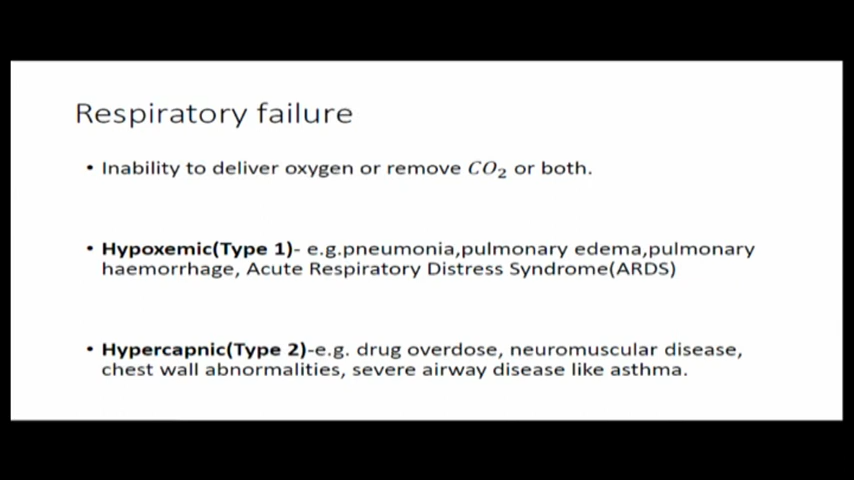 Respiratory failure
• Inability to deliver oxygen or remove CO₂ or both.
• Hypoxemic(Type 1)- e.g.pneumonia,pulmonary edema,pulmonary
haemorrhage, Acute Respiratory Distress Syndrome(ARDS)
• Hypercapnic(Type 2)-e.g. drug overdose, neuromuscular disease,
chest wall abnormalities, severe airway disease like asthma.